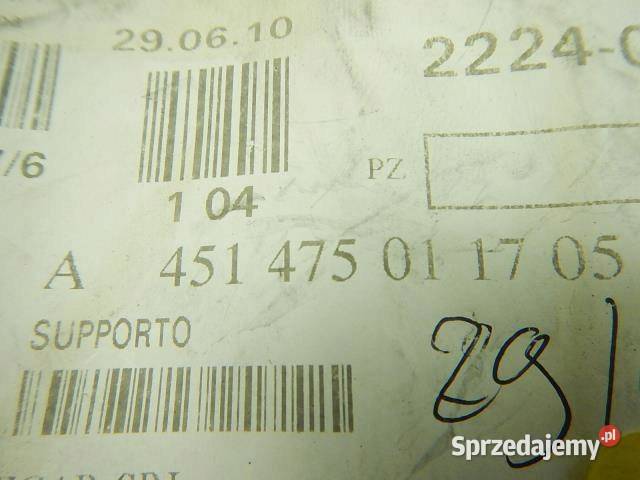 29.06.10
2224-
/6
1 04
PZ
A 451 475 01 17 05
SUPPORTO
29
Sprzedajemy.pl